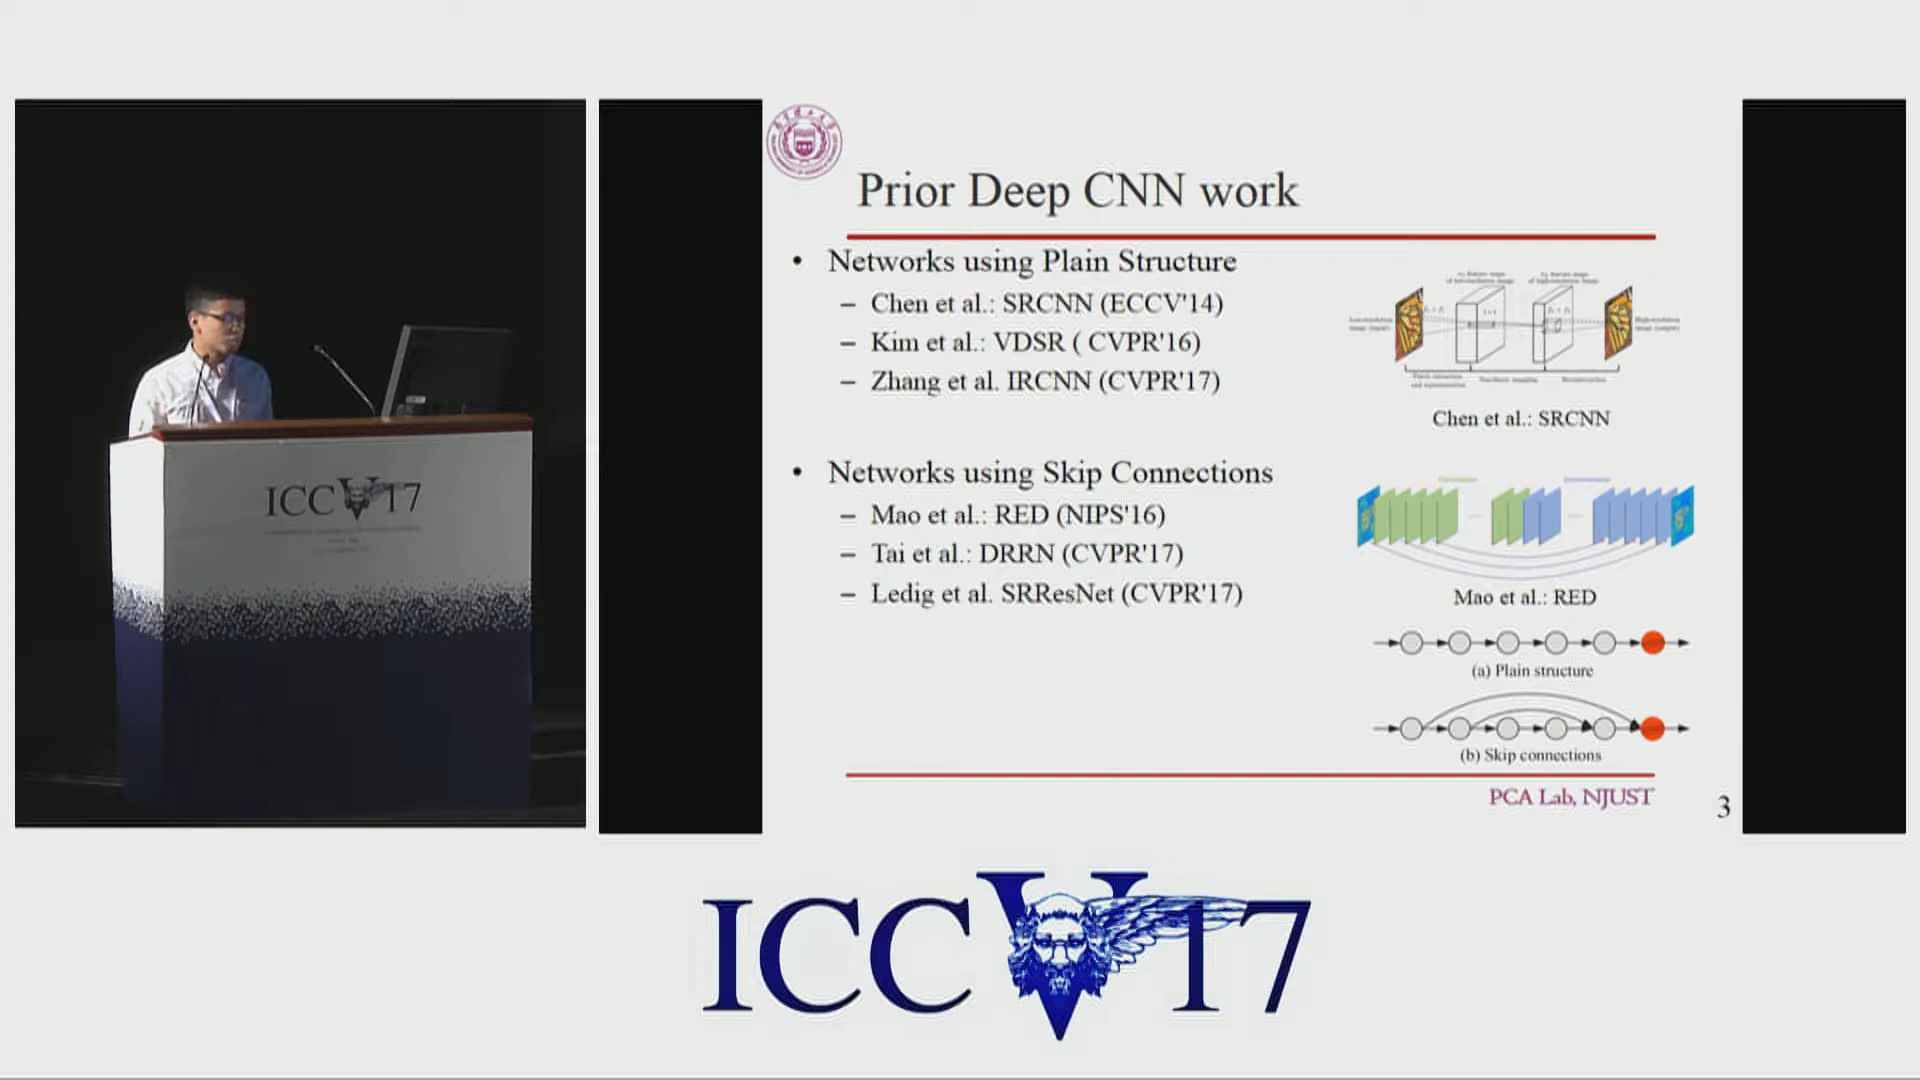 Prior Deep CNN work
• Networks using Plain Structure
– Chen et al.: SRCNN (ECCV'14)
– Kim et al.: VDSR ( CVPR'16)
– Zhang et al. IRCNN (CVPR'17)
Chen et al.: SRCNN
• Networks using Skip Connections
– Mao et al.: RED (NIPS'16)
– Tai et al.: DRRN (CVPR'17)
– Ledig et al. SRResNet (CVPR'17)
Mao et al.: RED
(a) Plain structure
(b) Skip connections
PCA Lab, NJUST
3
ICCV17
ICCV17